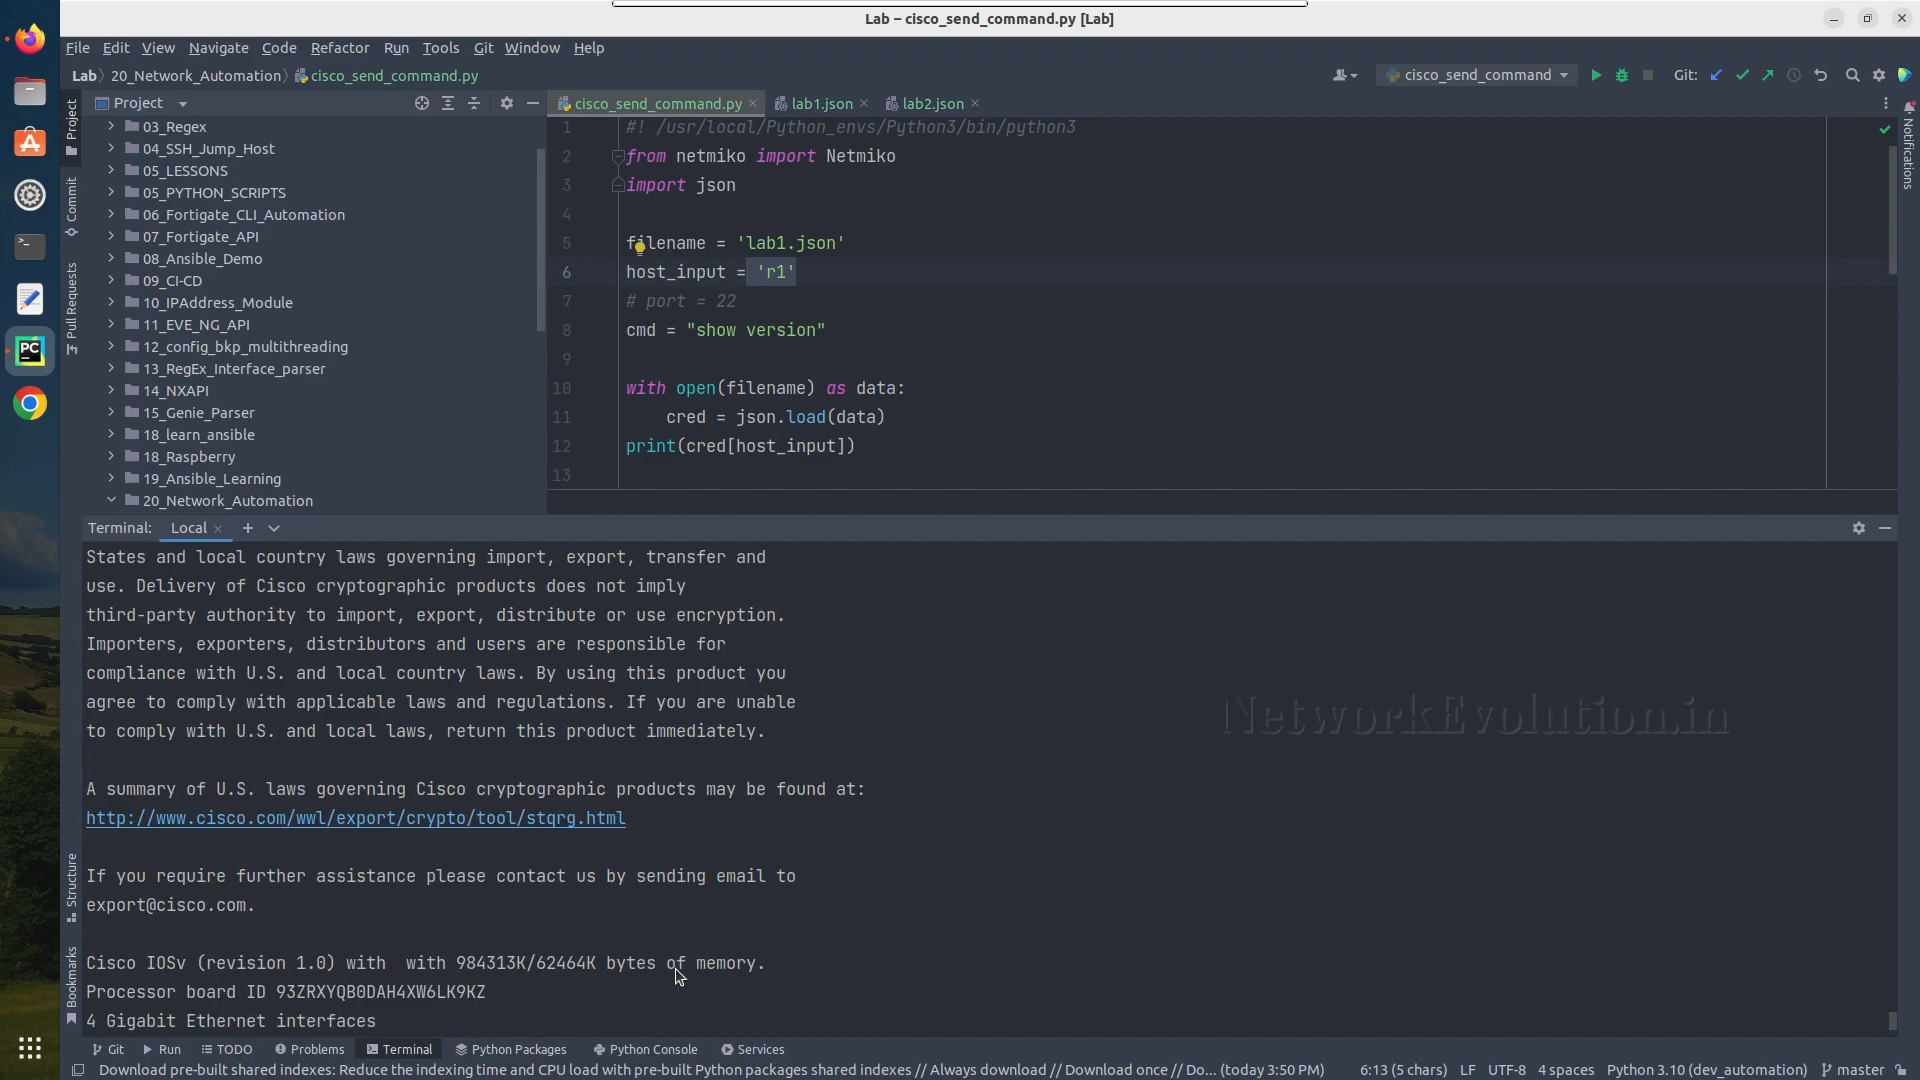 Lab – cisco_send_command.py [Lab]
File Edit View Navigate Code Refactor Run Tools Git Window Help
Lab 20_Network_Automation cisco_send_command.py
cisco_send_command
Git:
Project
cisco_send_command.py
lab1.json
lab2.json
Project
Commit
Pull Requests
Structure
Bookmarks
Notifications
03_Regex
04_SSH_Jump_Host
05_LESSONS
05_PYTHON_SCRIPTS
06_Fortigate_CLI_Automation
07_Fortigate_API
08_Ansible_Demo
09_CI-CD
10_IPAddress_Module
11_EVE_NG_API
12_config_bkp_multithreading
13_RegEx_Interface_parser
14_NXAPI
15_Genie_Parser
18_learn_ansible
18_Raspberry
19_Ansible_Learning
20_Network_Automation
1 #! /usr/local/Python_envs/Python3/bin/python3
2 from netmiko import Netmiko
3 import json
4
5 filename = 'lab1.json'
6 host_input = 'r1'
7 # port = 22
8 cmd = "show version"
9
10 with open(filename) as data:
11 cred = json.load(data)
12 print(cred[host_input])
13
Terminal: Local
States and local country laws governing import, export, transfer and
use. Delivery of Cisco cryptographic products does not imply
third-party authority to import, export, distribute or use encryption.
Importers, exporters, distributors and users are responsible for
compliance with U.S. and local country laws. By using this product you
agree to comply with applicable laws and regulations. If you are unable
to comply with U.S. and local laws, return this product immediately.
A summary of U.S. laws governing Cisco cryptographic products may be found at:
http://www.cisco.com/wwl/export/crypto/tool/stqrg.html
If you require further assistance please contact us by sending email to
export@cisco.com.
Cisco IOSv (revision 1.0) with  with 984313K/62464K bytes of memory.
Processor board ID 93ZRXYQB0DAH4XW6LK9KZ
4 Gigabit Ethernet interfaces
NetworkEvolution.in
PC
Git Run TODO Problems Terminal Python Packages Python Console Services
Download pre-built shared indexes: Reduce the indexing time and CPU load with pre-built Python packages shared indexes // Always download // Download once // Do... (today 3:50 PM) 6:13 (5 chars) LF UTF-8 4 spaces Python 3.10 (dev_automation) master